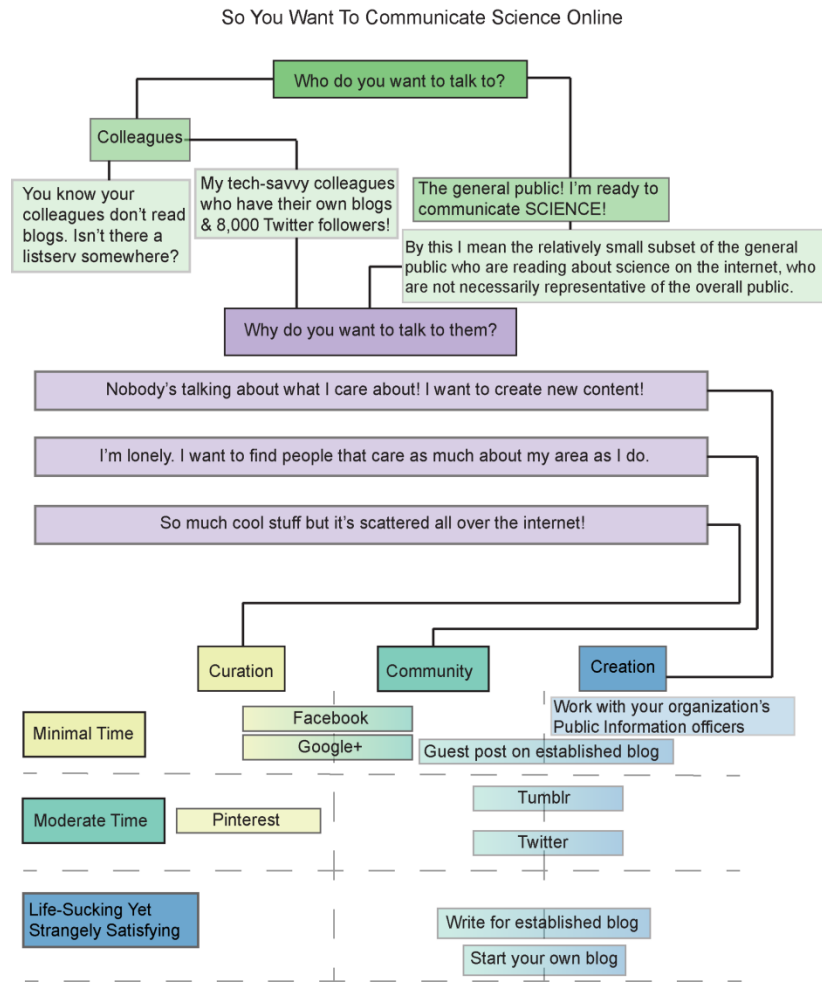 So You Want To Communicate Science Online
Who do you want to talk to?
Colleagues
You know your
colleagues don't read
blogs. Isn't there a
listserv somewhere?
My tech-savvy colleagues
who have their own blogs
& 8,000 Twitter followers!
The general public! I'm ready to
communicate SCIENCE!
By this I mean the relatively small subset of the general
public who are reading about science on the internet, who
are not necessarily representative of the overall public.
Why do you want to talk to them?
Nobody's talking about what I care about! I want to create new content!
I'm lonely. I want to find people that care as much about my area as I do.
So much cool stuff but it's scattered all over the internet!
Curation
Community
Creation
Minimal Time
Facebook
Google+
Work with your organization's
Public Information officers
Guest post on established blog
Moderate Time
Pinterest
Tumblr
Twitter
Life-Sucking Yet
Strangely Satisfying
Write for established blog
Start your own blog